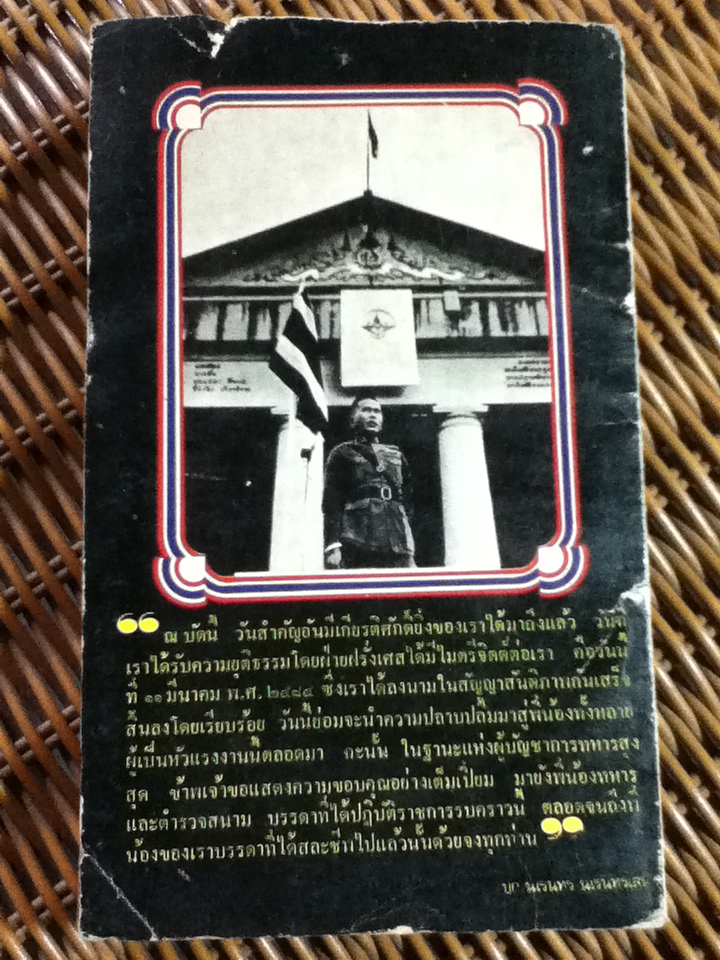 “ ณ บัดนี้ วันสำคัญอันมีเกียรติศักดิ์ยิ่งของเราได้มาถึงแล้ว วันที่
เราได้รับความยุติธรรมโดยฝ่ายฝรั่งเศสได้มีไมตรีจิตต์ต่อเรา คือวันนี้
ที่ ๑๑ มีนาคม พ.ศ. ๒๔๘๔ ซึ่งเราได้ลงนามในสัญญาสันติภาพกันเสร็จ
สิ้นลงโดยเรียบร้อย วันนี้ย่อมจะนำความปลาบปลื้มมาสู่พี่น้องทั้งหลาย
ผู้เป็นหัวแรงงานนี้ตลอดมา ฉะนั้น ในฐานะแห่งผู้บัญชาการทหารสูง
สุด ข้าพเจ้าขอแสดงความขอบคุณอย่างเต็มเปี่ยม มายังพี่น้องทหาร
และตำรวจสนาม บรรดาที่ได้ปฏิบัติราชการรบคราวนี้ ตลอดจนถึงพี่
น้องของเราบรรดาที่ได้สละชีพไปแล้วนั้นด้วยจงทุกท่าน ”